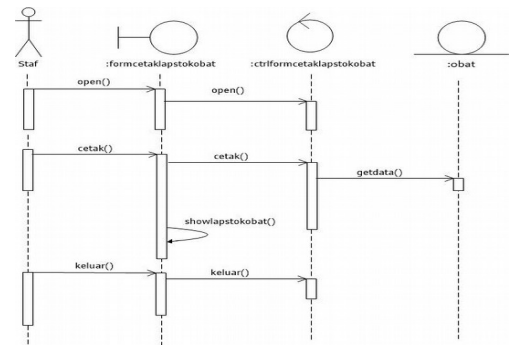 Staf
:formcetaklapstokobat
:ctrlformcetaklapstokobat
:obat
open()
open()
cetak()
cetak()
getdata()
showlapstokobat()
keluar()
keluar()